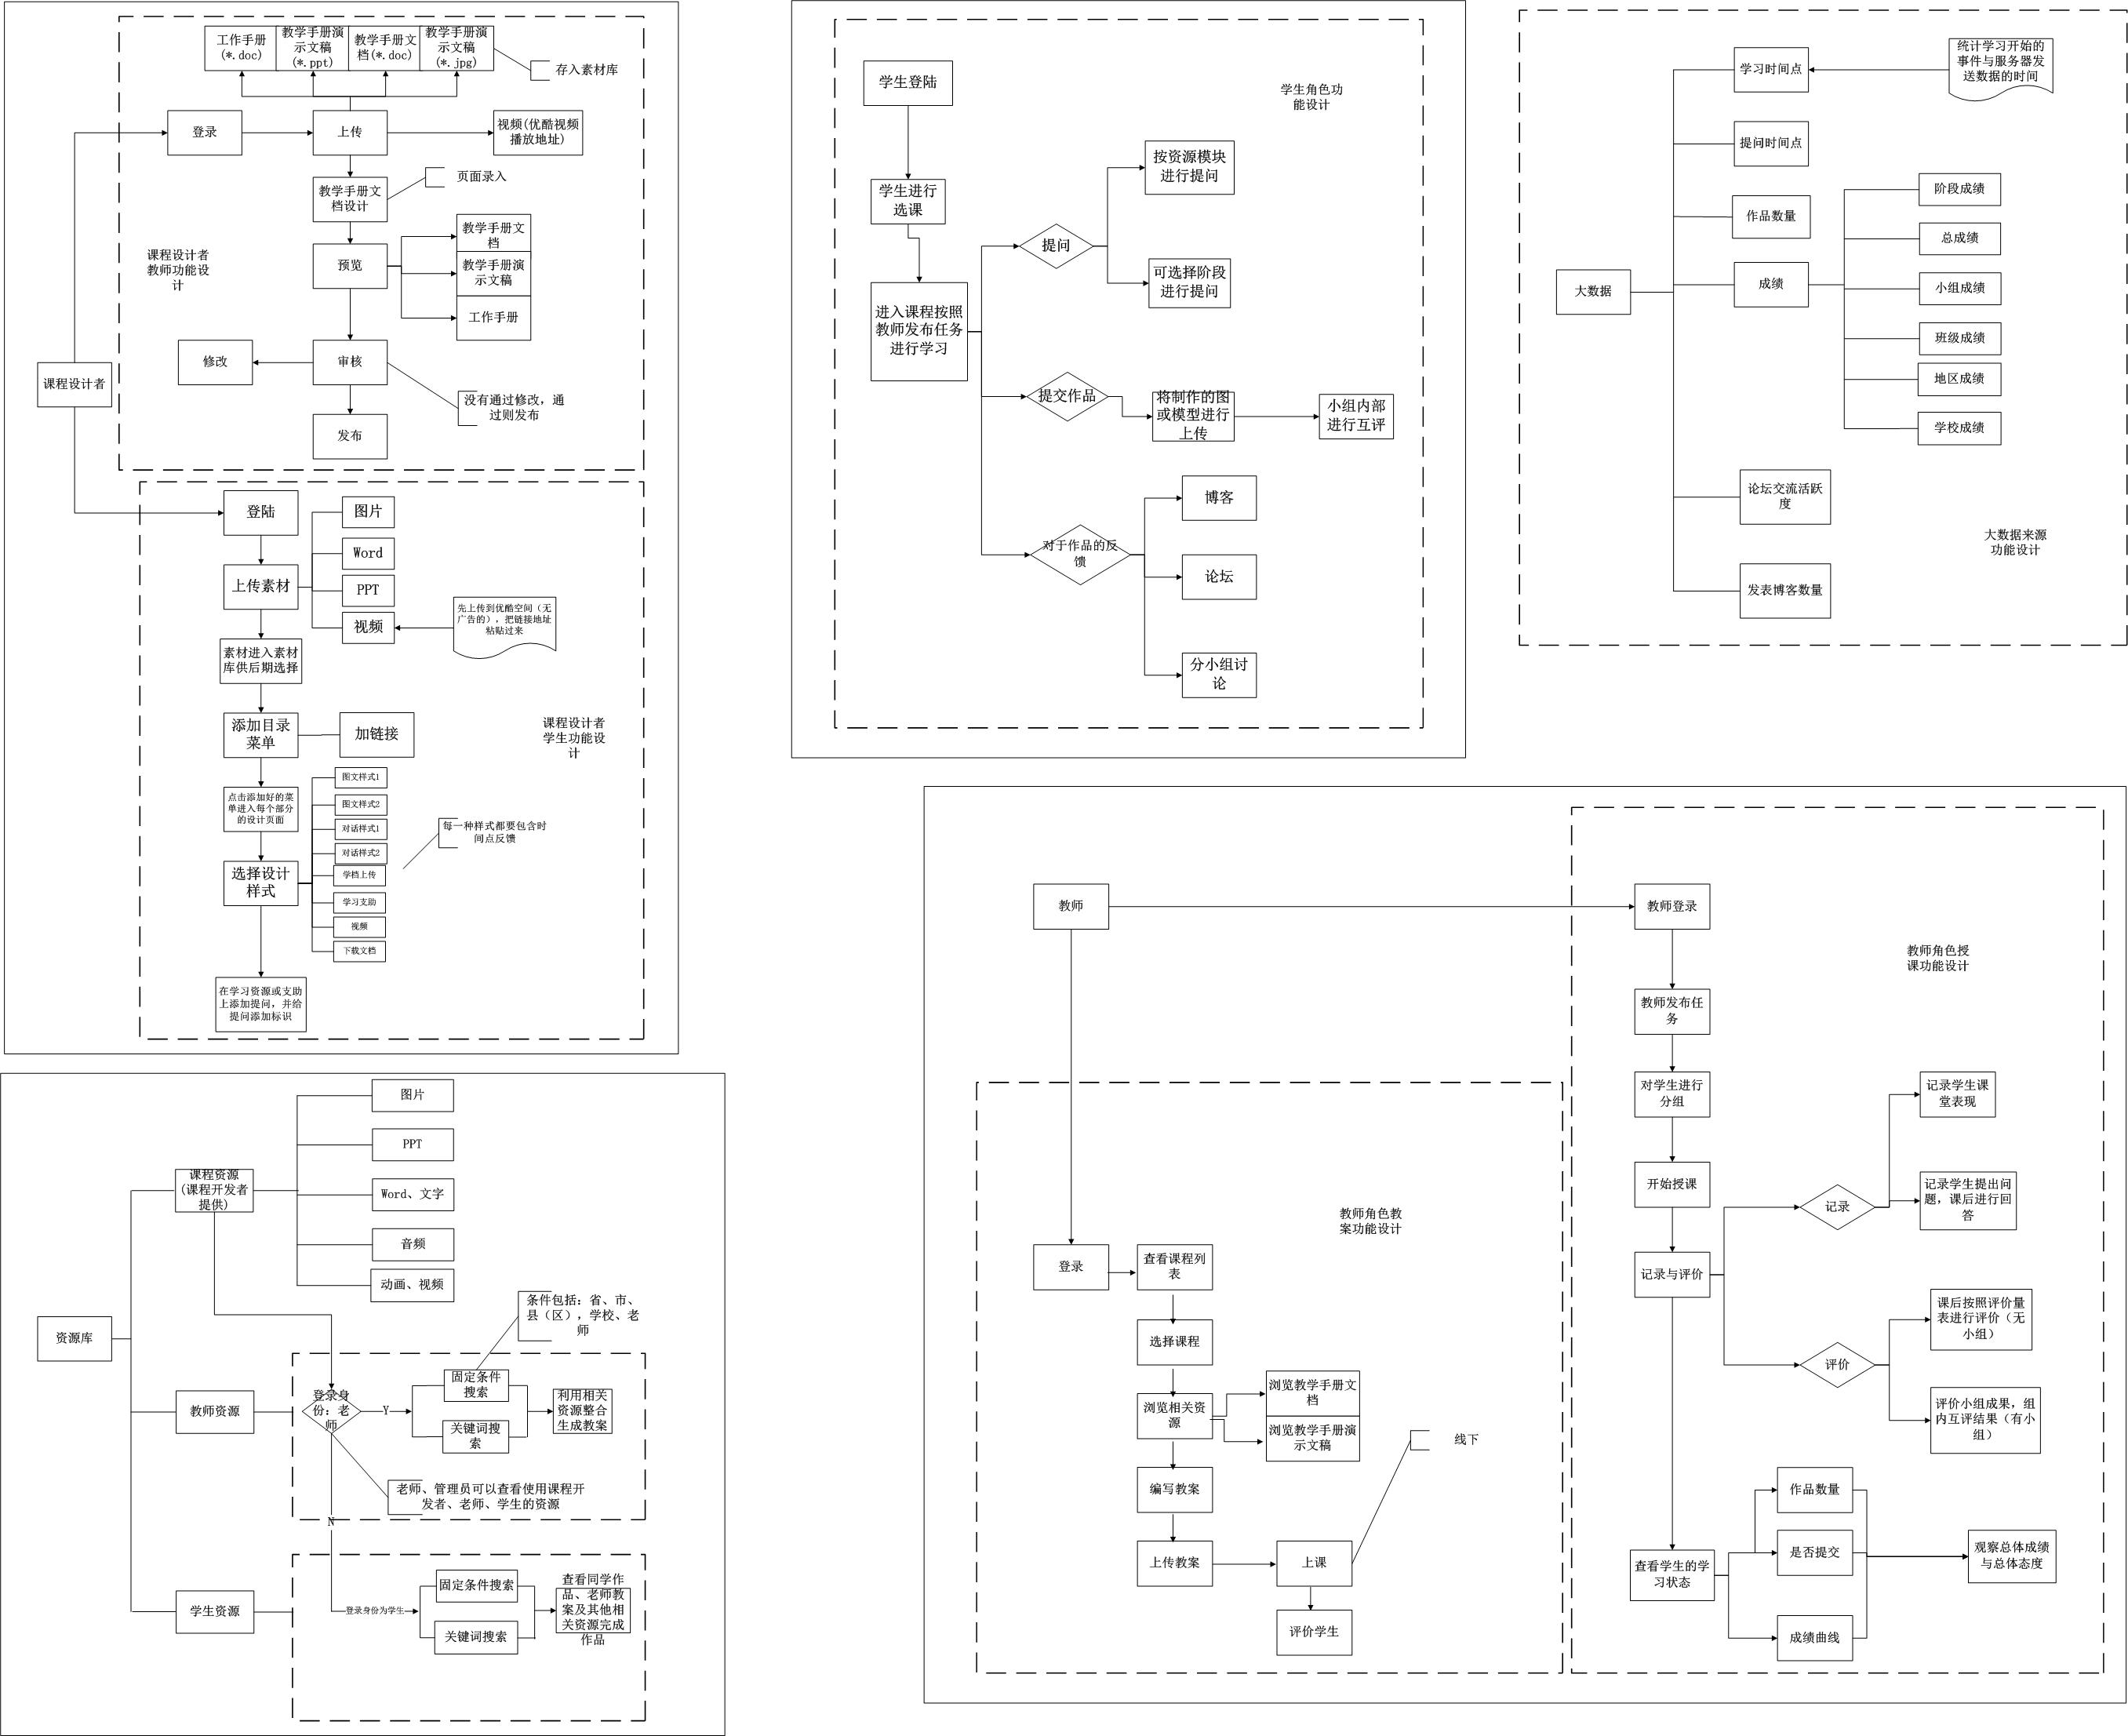 工作手册
(*.doc)
教学手册演
示文稿
(*.ppt)
教学手册文
档(*.doc)
教学手册演
示文稿
(*.jpg)
存入素材库
登录
上传
视频(优酷视频
播放地址)
教学手册文
档设计
页面录入
课程设计者
教师功能设
计
预览
教学手册文
档
教学手册演
示文稿
工作手册
修改
审核
课程设计者
没有通过修改，通
过则发布
发布
登陆
图片
Word
上传素材
PPT
视频
先上传到优酷空间（无
广告的），把链接地址
粘贴过来
素材进入素材
库供后期选择
添加目录
菜单
加链接
课程设计者
学生功能设
计
点击添加好的菜
单进入每个部分
的设计页面
图文样式1
图文样式2
对话样式1
对话样式2
学档上传
学习支助
视频
下载文档
每一种样式都要包含时
间点反馈
选择设计
样式
在学习资源或支助
上添加提问，并给
提问添加标识
学生登陆
学生角色功
能设计
学生进行
选课
按资源模块
进行提问
提问
可选择阶段
进行提问
进入课程按照
教师发布任务
进行学习
提交作品
将制作的图
或模型进行
上传
小组内部
进行互评
对于作品的反
馈
博客
论坛
分小组讨
论
学习时间点
统计学习开始的
事件与服务器发
送数据的时间
提问时间点
作品数量
阶段成绩
总成绩
大数据
成绩
小组成绩
班级成绩
地区成绩
学校成绩
论坛交流活跃
度
大数据来源
功能设计
发表博客数量
图片
PPT
课程资源
(课程开发者
提供)
Word、文字
音频
动画、视频
资源库
条件包括：省、市、
县（区），学校、老
师
教师资源
登录身
份：老
师
Y
固定条件
搜索
关键词搜
索
利用相关
资源整合
生成教案
老师、管理员可以查看使用课程开
发者、老师、学生的资源
N
学生资源
登录身份为学生
固定条件搜索
关键词搜索
查看同学作
品、老师教
案及其他相
关资源完成
作品
教师
教师登录
教师角色授
课功能设计
教师发布任
务
对学生进行
分组
开始授课
记录与评价
记录
记录学生课
堂表现
记录学生提出问
题，课后进行回
答
评价
课后按照评价量
表进行评价（无
小组）
评价小组成果，组
内互评结果（有小
组）
查看学生的学
习状态
作品数量
是否提交
成绩曲线
观察总体成绩
与总体态度
教师角色教
案功能设计
登录
查看课程列
表
选择课程
浏览相关资
源
浏览教学手册文
档
浏览教学手册演
示文稿
编写教案
线下
上传教案
上课
评价学生